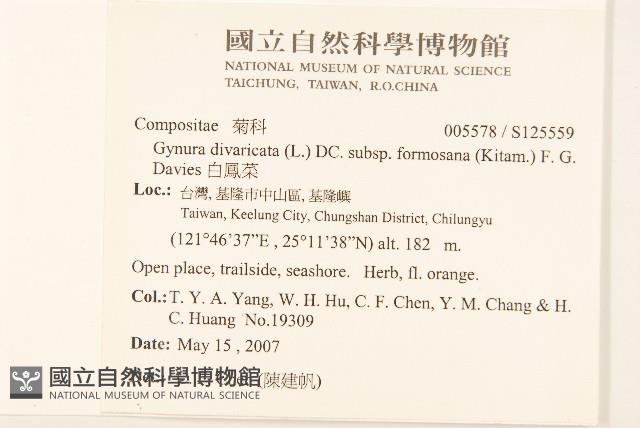 國立自然科學博物館
NATIONAL MUSEUM OF NATURAL SCIENCE
TAICHUNG, TAIWAN, R.O.CHINA
Compositae 菊科 005578 / S125559
Gynura divaricata (L.) DC. subsp. formosana (Kitam.) F. G.
Davies 白鳳菜
Loc.: 台灣, 基隆市中山區, 基隆嶼
Taiwan, Keelung City, Chungshan District, Chilungyu
(121°46'37”E , 25°11'38”N) alt. 182 m.
Open place, trailside, seashore. Herb, fl. orange.
Col.: T. Y. A. Yang, W. H. Hu, C. F. Chen, Y. M. Chang & H.
C. Huang No.19309
Date: May 15 , 2007
(陳建帆)
國立自然科學博物館
NATIONAL MUSEUM OF NATURAL SCIENCE